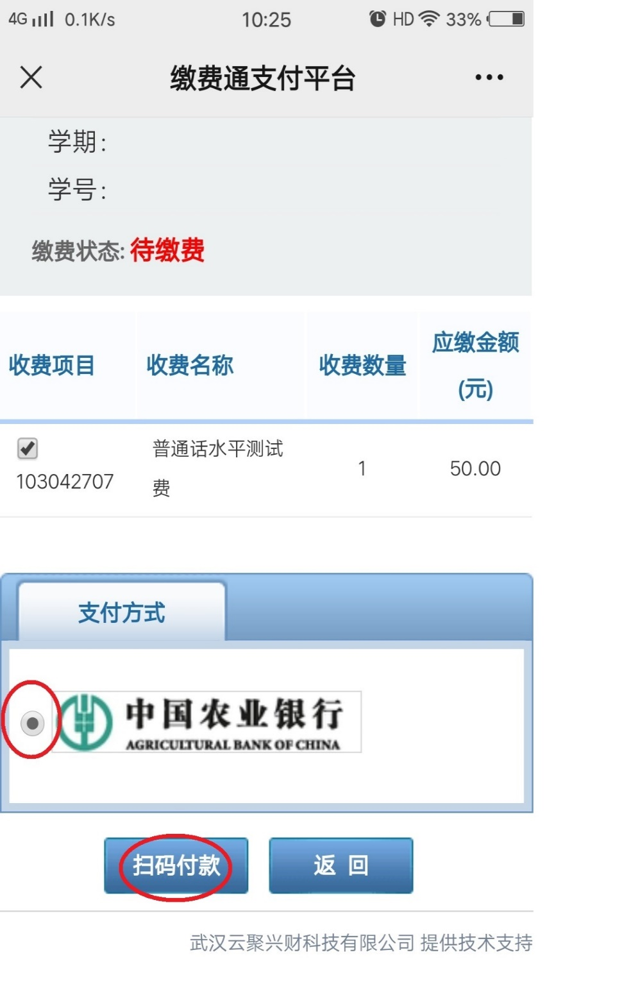 4G 0.1K/s 10:25 HD 33%
缴费通支付平台
学期:
学号:
缴费状态: 待缴费
收费项目 收费名称 收费数量 应缴金额
(元)
103042707 普通话水平测试
费 1 50.00
支付方式
中国农业银行
AGRICULTURAL BANK OF CHINA
扫码付款 返 回
武汉云聚兴财科技有限公司 提供技术支持